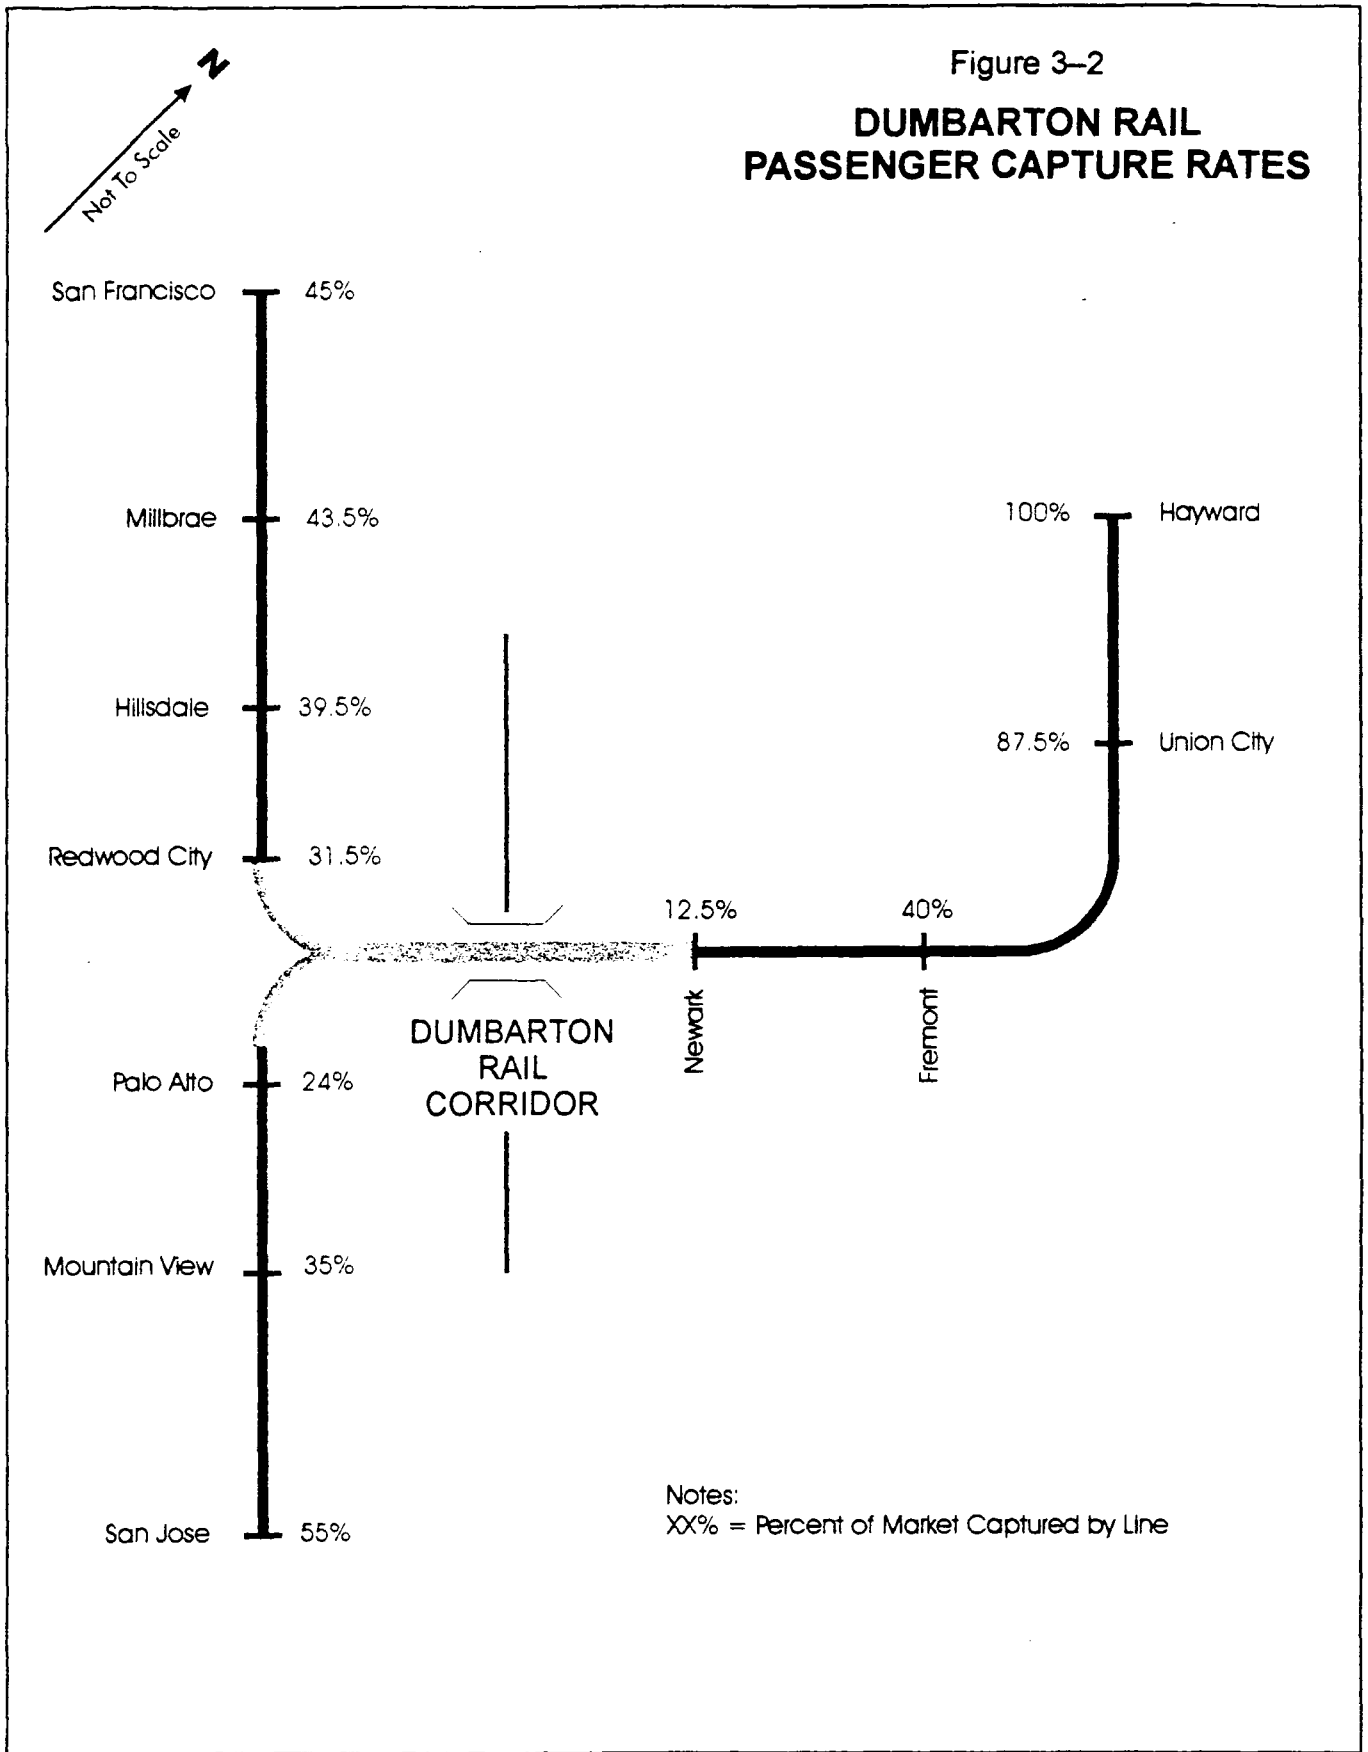 N
Not To Scale
Figure 3–2
DUMBARTON RAIL
PASSENGER CAPTURE RATES
San Francisco 45%
Millbrae 43.5%
100% Hayward
Hillsdale 39.5%
87.5% Union City
Redwood City 31.5%
12.5% 40%
Newark
Fremont
DUMBARTON
RAIL
CORRIDOR
Palo Alto 24%
Mountain View 35%
San Jose 55%
Notes:
XX% = Percent of Market Captured by Line